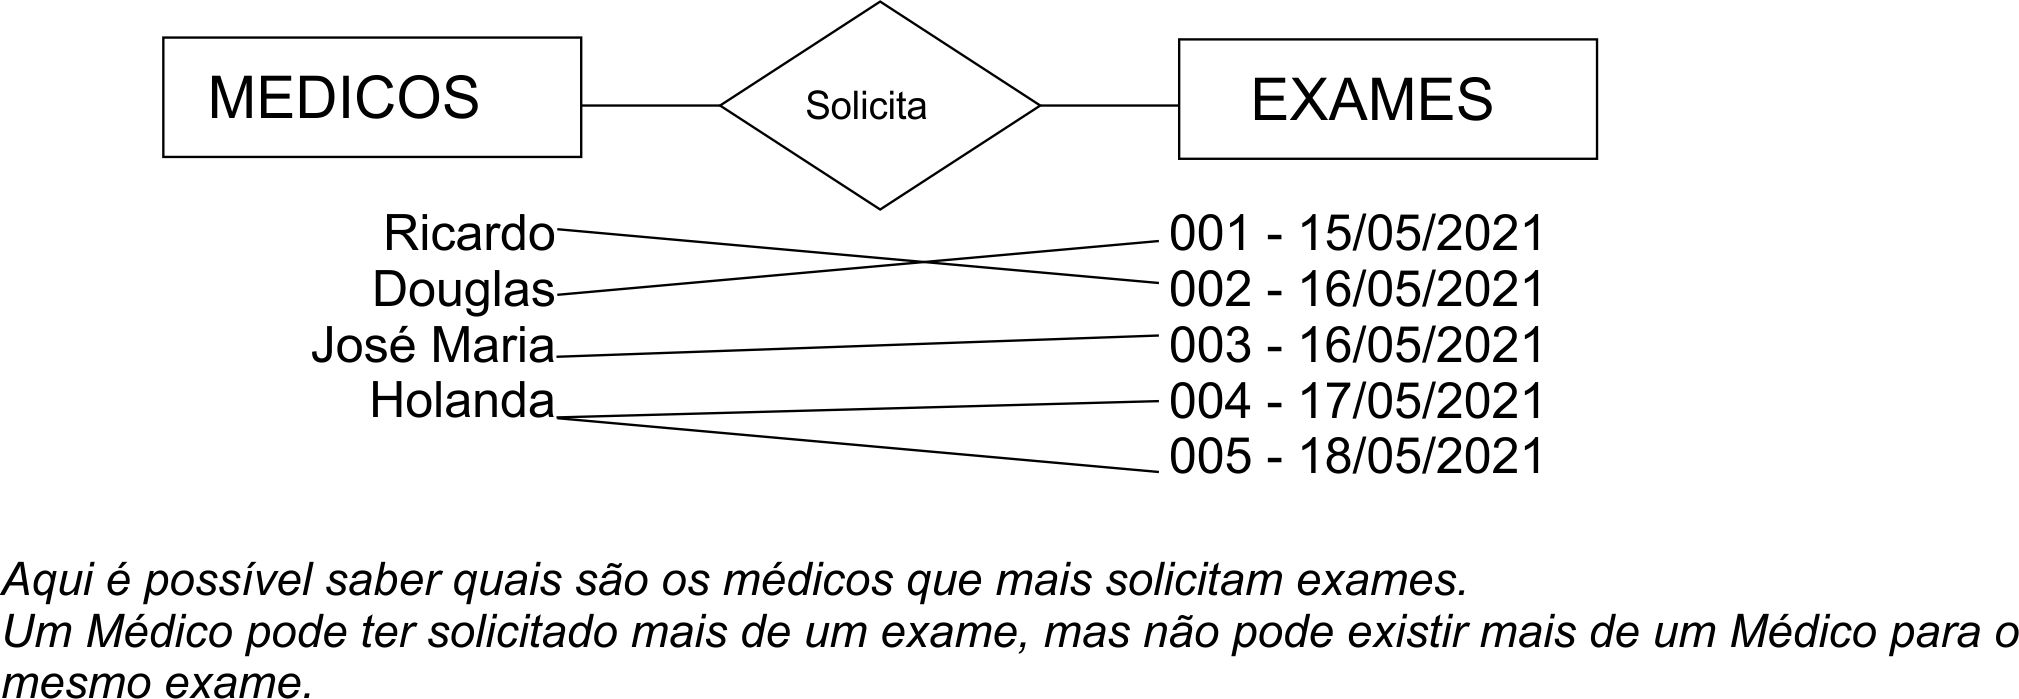 MEDICOS
Solicita
EXAMES
Ricardo
001 - 15/05/2021
Douglas
002 - 16/05/2021
José Maria
003 - 16/05/2021
Holanda
004 - 17/05/2021
005 - 18/05/2021
Aqui é possível saber quais são os médicos que mais solicitam exames.
Um Médico pode ter solicitado mais de um exame, mas não pode existir mais de um Médico para o
mesmo exame.